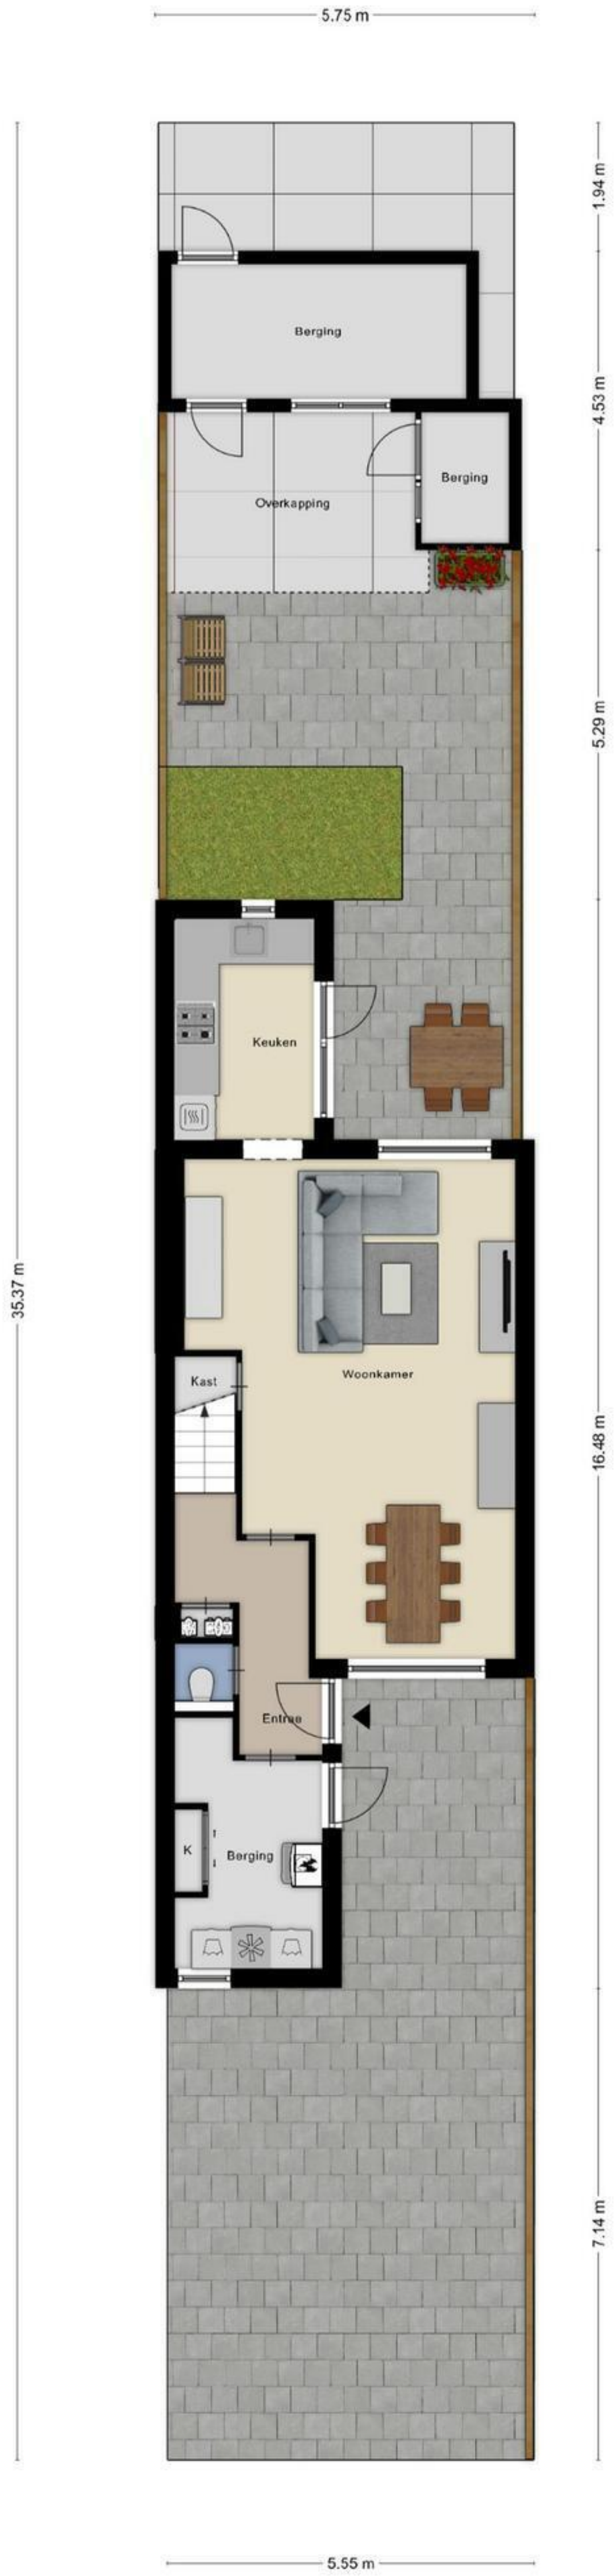 5.75 m
1.94 m
Berging
4.53 m
Berging
Overkapping
5.29 m
Keuken
35.37 m
Woonkamer
Kast
16.48 m
Entree
K
Berging
7.14 m
5.55 m